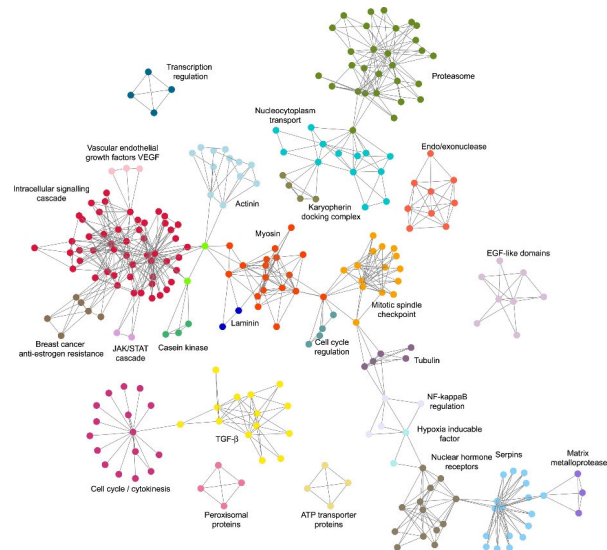 Transcription
regulation
Proteasome
Nucleocytoplasm
transport
Vascular endothelial
growth factors VEGF
Endo/exonuclease
Intracellular signalling
cascade
Actinin
Karyopherin
docking complex
Myosin
EGF-like domains
Mitotic spindle
checkpoint
Laminin
Breast cancer
anti-estrogen resistance
JAK/STAT
cascade
Casein kinase
Cell cycle
regulation
Tubulin
NF-kappaB
regulation
TGF-β
Hypoxia inducable
factor
Nuclear hormone
receptors
Serpins
Matrix
metalloprotease
Cell cycle / cytokinesis
Peroxisomal
proteins
ATP transporter
proteins